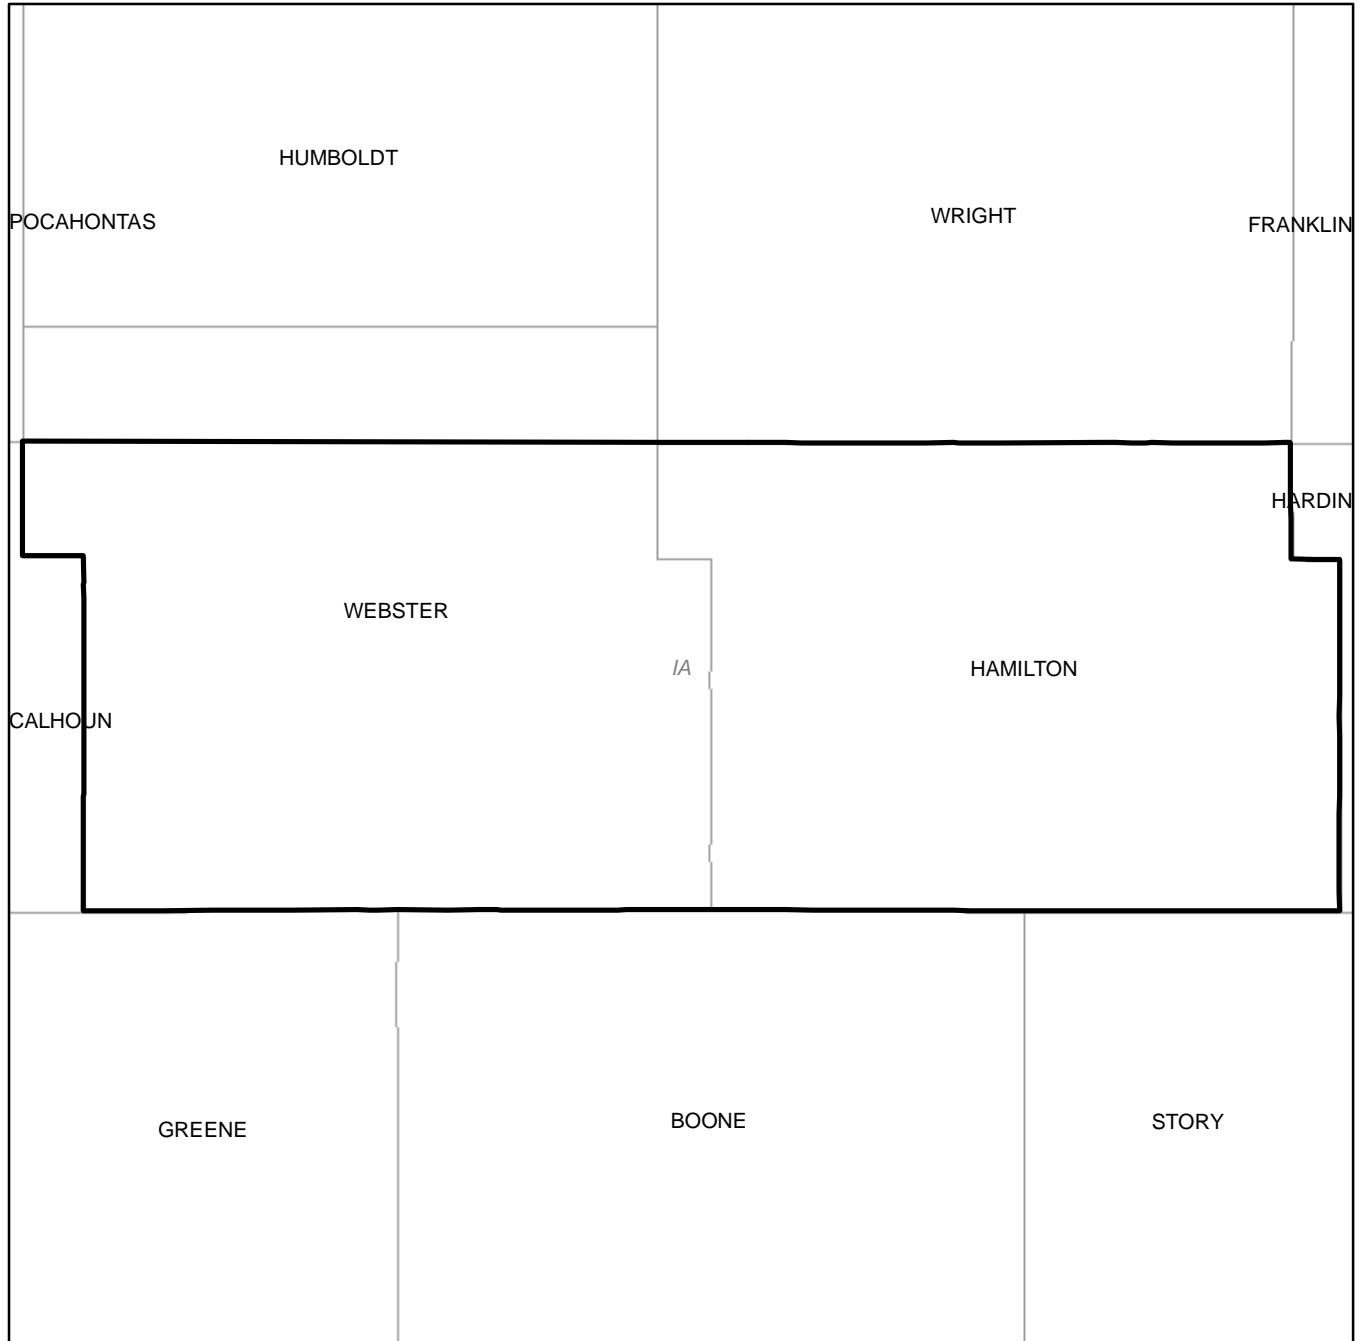 HUMBOLDT
WRIGHT
POCAHONTAS
FRANKLIN
HARDIN
WEBSTER
IA
HAMILTON
CALHOUN
BOONE
STORY
GREENE